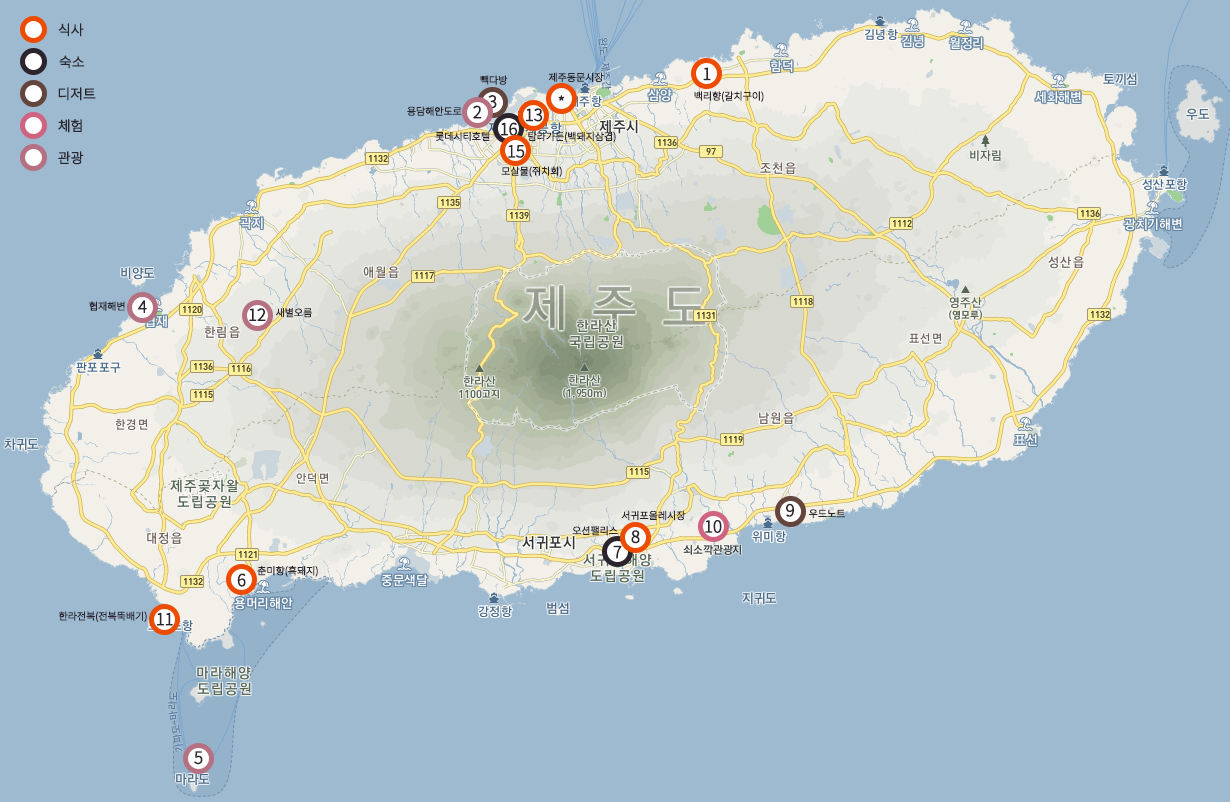 식사
숙소
디저트
체험
관광
김녕항
김녕
월정리
함덕
토끼섬
세화해변
우도
삼양
1
백리향(갈치구이)
제주동문시장
*
빽다방
3
2
용담해안도로
13
16
롯데시티호텔
탐라가든(백돼지삼겹)
제주시
15
모살물(쥐치회)
1132
1136
97
조천읍
비자림
성산포항
광치기해변
1135
1139
1112
1136
곽지
비양도
애월읍
1117
성산읍
협재해변
4
1120
12
새별오름
한림읍
제 주 도
1131
1118
영주산
(영모루)
1132
한라산
국립공원
표선면
판포포구
1136
1116
1115
한라산
1100고지
한라산
(1,950m)
한경면
차귀도
남원읍
1119
표선
1115
안덕면
제주곶자왈
도립공원
대정읍
서귀포올레시장
오션팰리스
8
7
서귀포시
도립공원
10
쇠소깍관광지
9
우드노트
위미항
1121
1132
6
춘미향(흑돼지)
용머리해안
중문색달
강정항
범섬
지귀도
11
한라전복(전복뚝배기)
마라해양
도립공원
가파도-마라도
5
마라도